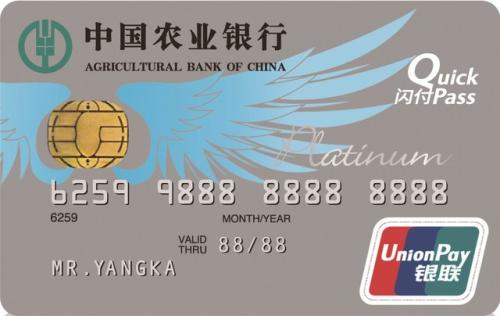 中国农业银行
AGRICULTURAL BANK OF CHINA
Quick
闪付Pass
Platinum
6259 9888 8888 8888
6259
MONTH/YEAR
VALID THRU 88/88
MR.YANGKA
UnionPay
银联